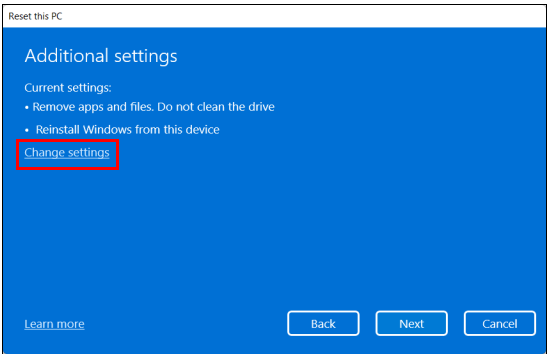 Reset this PC
Additional settings
Current settings:
• Remove apps and files. Do not clean the drive
• Reinstall Windows from this device
Change settings
Learn more
Back
Next
Cancel